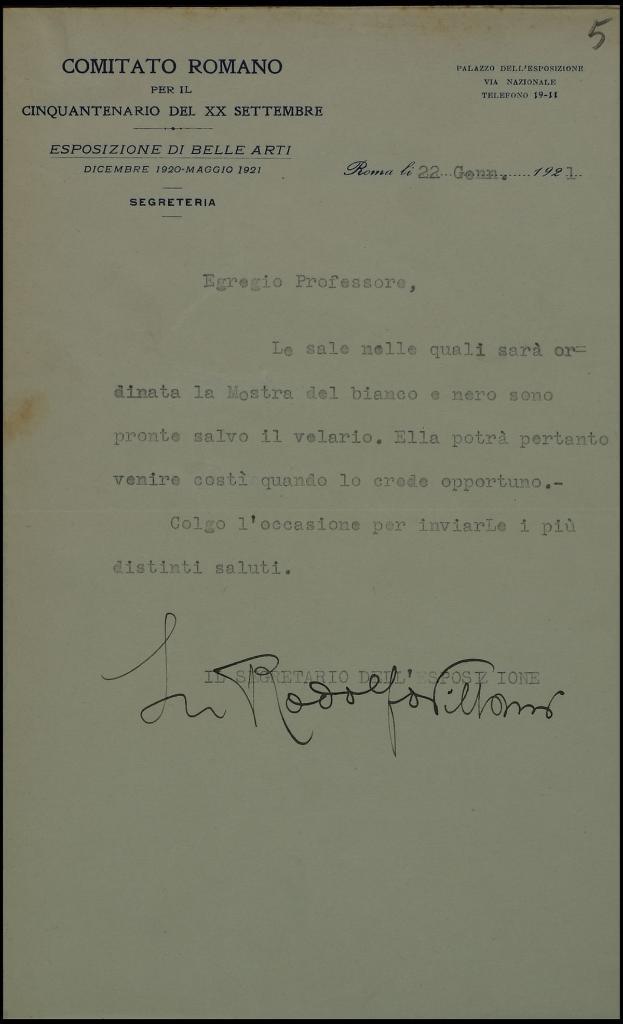 5
COMITATO ROMANO
PER IL
CINQUANTENARIO DEL XX SETTEMBRE
ESPOSIZIONE DI BELLE ARTI
DICEMBRE 1920-MAGGIO 1921
SEGRETERIA
PALAZZO DELL'ESPOSIZIONE
VIA NAZIONALE
TELEFONO 19-11
Roma li 22 Genn. 1921
Egregio Professore,
Le sale nelle quali sarà or=
dinata la Mostra del bianco e nero sono
pronte salvo il velario. Ella potrà pertanto
venire costì quando lo crede opportuno.-
Colgo l'occasione per inviarLe i più
distinti saluti.
IL SEGRETARIO DELL'ESPOSIZIONE
Rodolfo